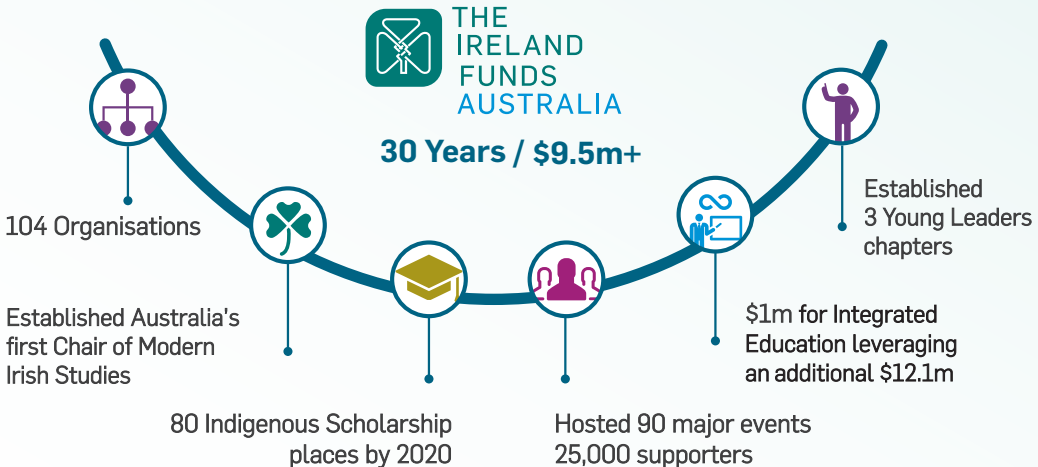 THE
IRELAND
FUNDS
AUSTRALIA
30 Years / $9.5m+
104 Organisations
Established Australia's
first Chair of Modern
Irish Studies
80 Indigenous Scholarship
places by 2020
Hosted 90 major events
25,000 supporters
$1m for Integrated
Education leveraging
an additional $12.1m
Established
3 Young Leaders
chapters